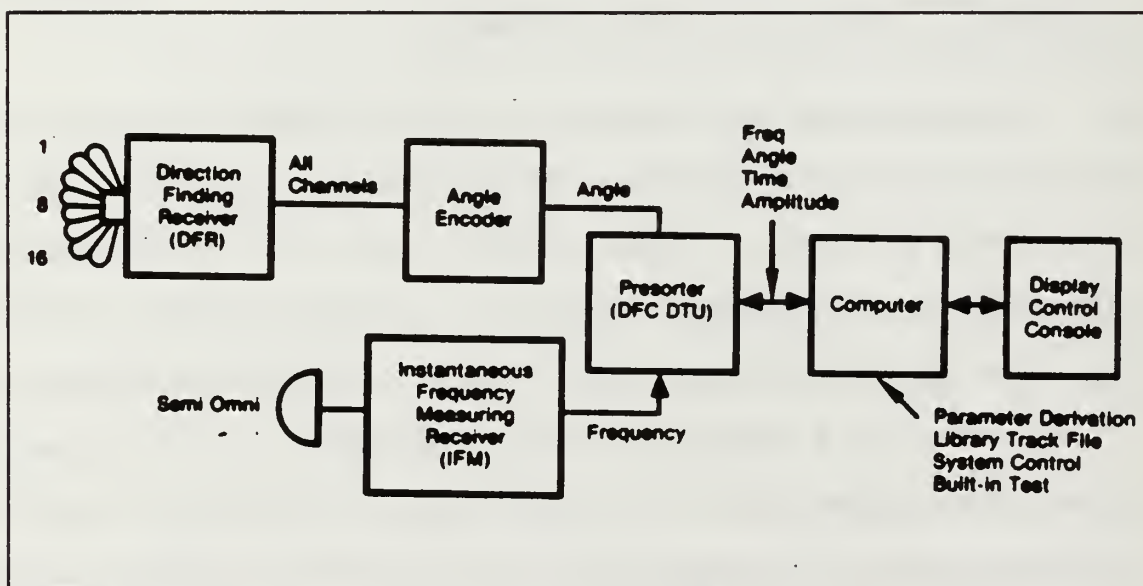 1
8
16
Direction
Finding
Receiver
(DFR)
All
Channels
Angle
Encoder
Angle
Freq
Angle
Time
Amplitude
Presorter
(DFC DTU)
Computer
Display
Control
Console
Semi Omni
Instantaneous
Frequency
Measuring
Receiver
(IFM)
Frequency
Parameter Derivation
Library Track File
System Control
Built-in Test